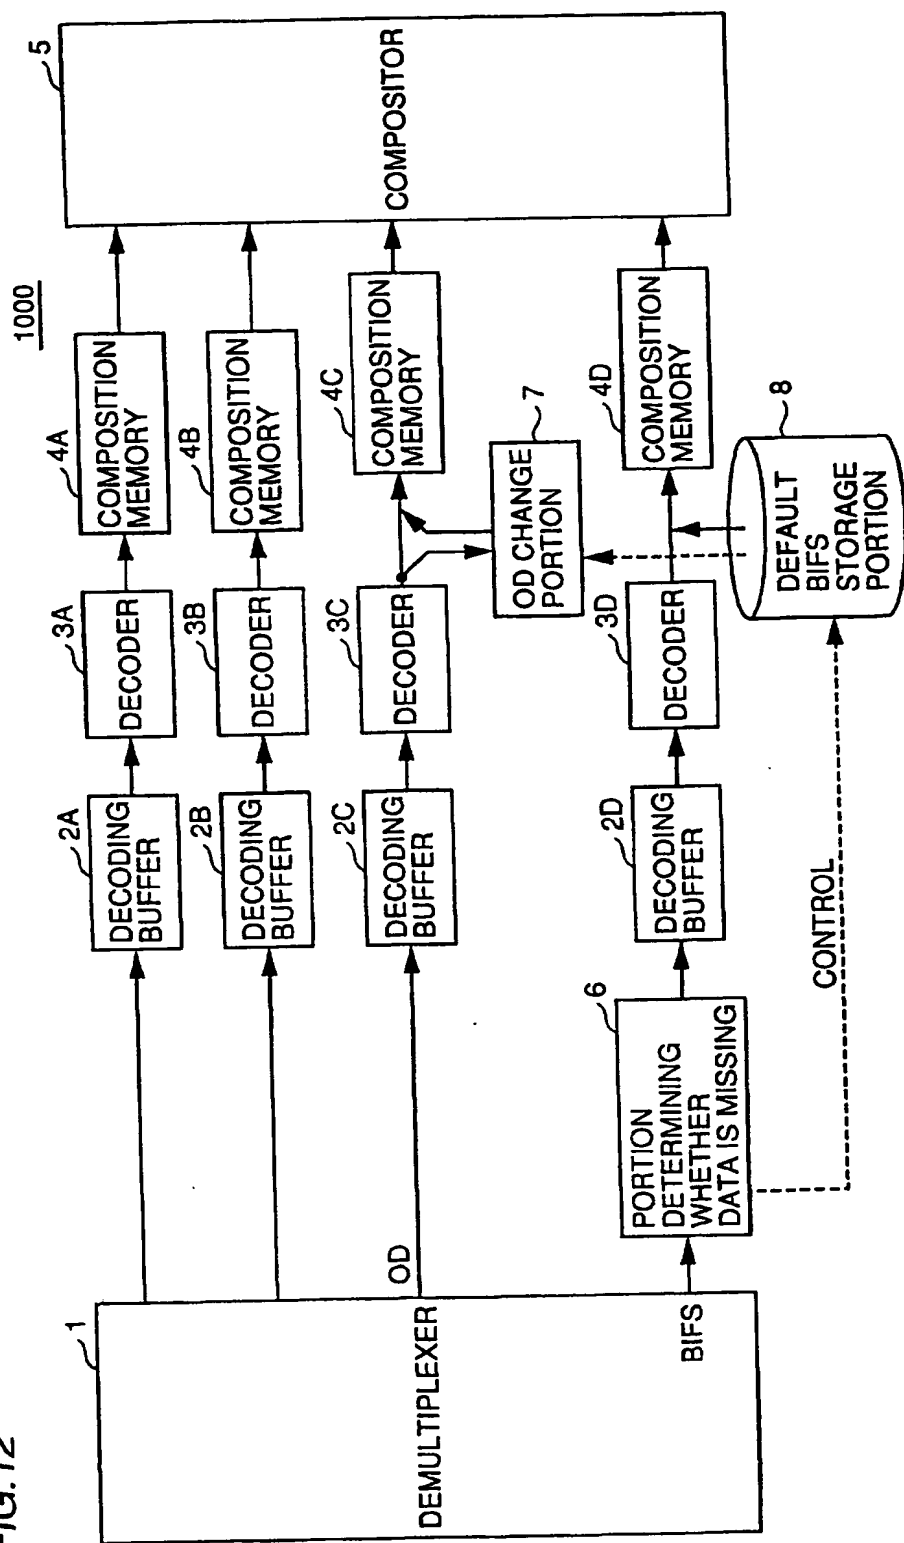 FIG. 12
1000
1
DEMULTIPLEXER
OD
BIFS
2A
DECODING
BUFFER
3A
DECODER
4A
COMPOSITION
MEMORY
2B
DECODING
BUFFER
3B
DECODER
4B
COMPOSITION
MEMORY
2C
DECODING
BUFFER
3C
DECODER
4C
COMPOSITION
MEMORY
7
OD CHANGE
PORTION
6
PORTION
DETERMINING
WHETHER
DATA IS MISSING
2D
DECODING
BUFFER
3D
DECODER
4D
COMPOSITION
MEMORY
CONTROL
8
DEFAULT
BIFS
STORAGE
PORTION
5
COMPOSITOR